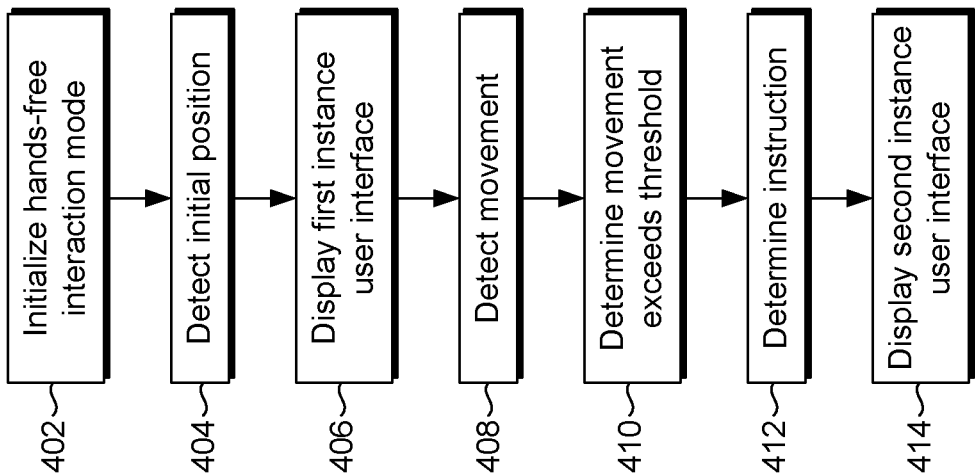 402
Initialize hands-free
interaction mode
404
Detect initial position
406
Display first instance
user interface
408
Detect movement
410
Determine movement
exceeds threshold
412
Determine instruction
414
Display second instance
user interface